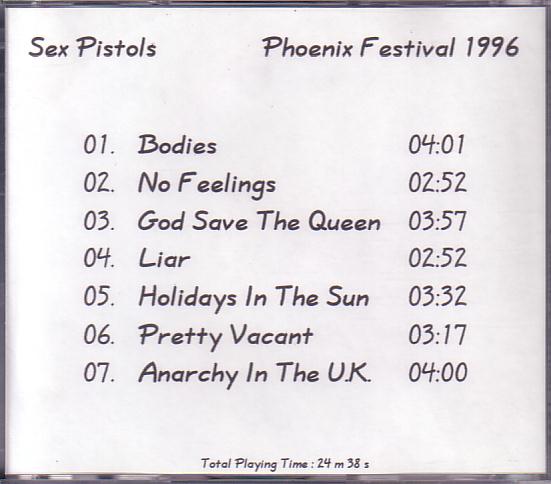 Sex Pistols Phoenix Festival 1996
01. Bodies 04:01
02. No Feelings 02:52
03. God Save The Queen 03:57
04. Liar 02:52
05. Holidays In The Sun 03:32
06. Pretty Vacant 03:17
07. Anarchy In The U.K. 04:00
Total Playing Time : 24 m 38 s